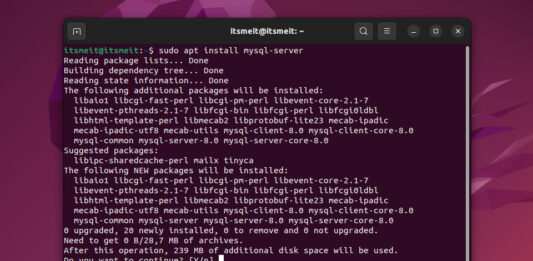 itsmeit@itsmeit: ~
itsmeit@itsmeit:~$ sudo apt install mysql-server
Reading package lists... Done
Building dependency tree... Done
Reading state information... Done
The following additional packages will be installed:
libaio1 libcgi-fast-perl libcgi-pm-perl libevent-core-2.1-7
libevent-pthreads-2.1-7 libfcgi-bin libfcgi-perl libfcgi0ldbl
libhtml-template-perl libmecab2 libprotobuf-lite23 mecab-ipadic
mecab-ipadic-utf8 mecab-utils mysql-client-8.0 mysql-client-core-8.0
mysql-common mysql-server-8.0 mysql-server-core-8.0
Suggested packages:
libipc-sharedcache-perl mailx tinyca
The following NEW packages will be installed:
libaio1 libcgi-fast-perl libcgi-pm-perl libevent-core-2.1-7
libevent-pthreads-2.1-7 libfcgi-bin libfcgi-perl libfcgi0ldbl
libhtml-template-perl libmecab2 libprotobuf-lite23 mecab-ipadic
mecab-ipadic-utf8 mecab-utils mysql-client-8.0 mysql-client-core-8.0
mysql-common mysql-server mysql-server-8.0 mysql-server-core-8.0
0 upgraded, 20 newly installed, 0 to remove and 0 not upgraded.
Need to get 0 B/28,7 MB of archives.
After this operation, 239 MB of additional disk space will be used.
Do you want to continue? [Y/n]